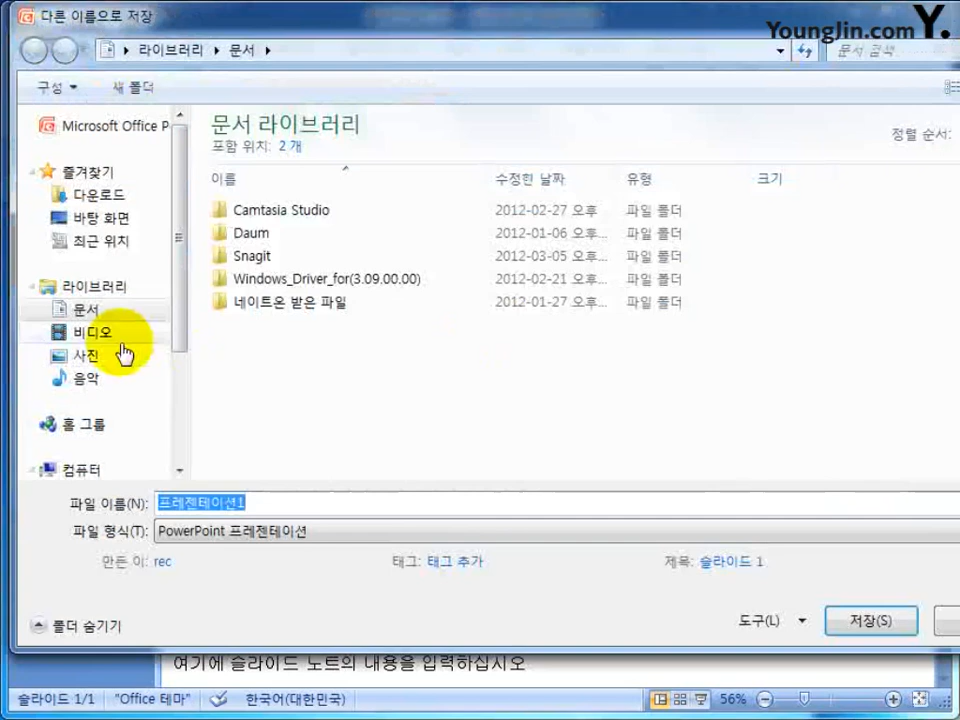 다른 이름으로 저장
YoungJin.com Y.
라이브러리 문서
문서 검색
구성 새 폴더
Microsoft Office P
즐겨찾기
다운로드
바탕 화면
최근 위치
라이브러리
문서
비디오
사진
음악
홈 그룹
컴퓨터
문서 라이브러리
포함 위치: 2 개
정렬 순서:
이름 수정한 날짜 유형 크기
Camtasia Studio 2012-02-27 오후 파일 폴더
Daum 2012-01-06 오후... 파일 폴더
Snagit 2012-03-05 오후... 파일 폴더
Windows_Driver_for(3.09.00.00) 2012-02-21 오후... 파일 폴더
네이트온 받은 파일 2012-01-27 오후... 파일 폴더
파일 이름(N): 프레젠테이션1
파일 형식(T): PowerPoint 프레젠테이션
만든 이: rec 태그: 태그 추가 제목: 슬라이드 1
폴더 숨기기 도구(L) 저장(S)
여기에 슬라이드 노트의 내용을 입력하십시오
슬라이드 1/1 "Office 테마" 한국어(대한민국) 56%